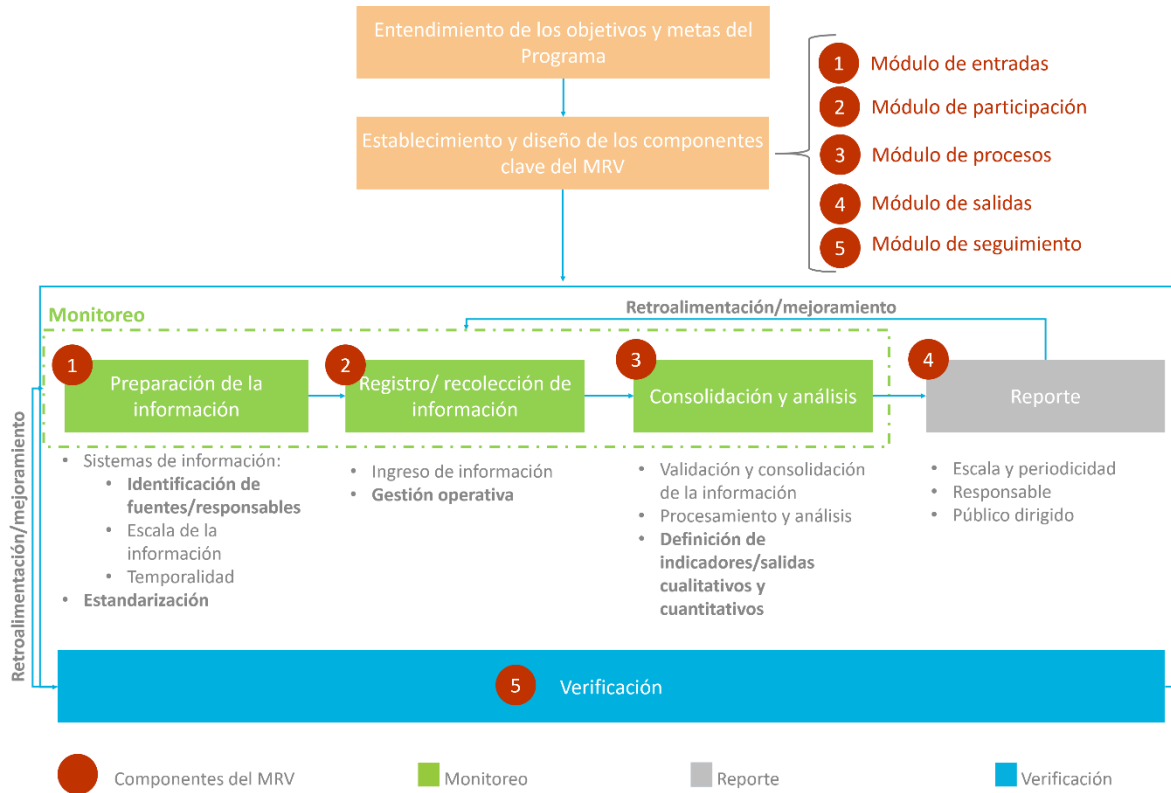 Entendimiento de los objetivos y metas del
Programa
Establecimiento y diseño de los componentes
clave del MRV
1 Módulo de entradas
2 Módulo de participación
3 Módulo de procesos
4 Módulo de salidas
5 Módulo de seguimiento
Monitoreo
Retroalimentación/mejoramiento
1
Preparación de la
información
2
Registro/ recolección de
información
3
Consolidación y análisis
4
Reporte
• Sistemas de información:
• Identificación de
fuentes/responsables
• Escala de la
información
• Temporalidad
• Estandarización
• Ingreso de información
• Gestión operativa
• Validación y consolidación
de la información
• Procesamiento y análisis
• Definición de
indicadores/salidas
cualitativos y
cuantitativos
• Escala y periodicidad
• Responsable
• Público dirigido
Retroalimentación/mejoramiento
5 Verificación
Componentes del MRV
Monitoreo
Reporte
Verificación